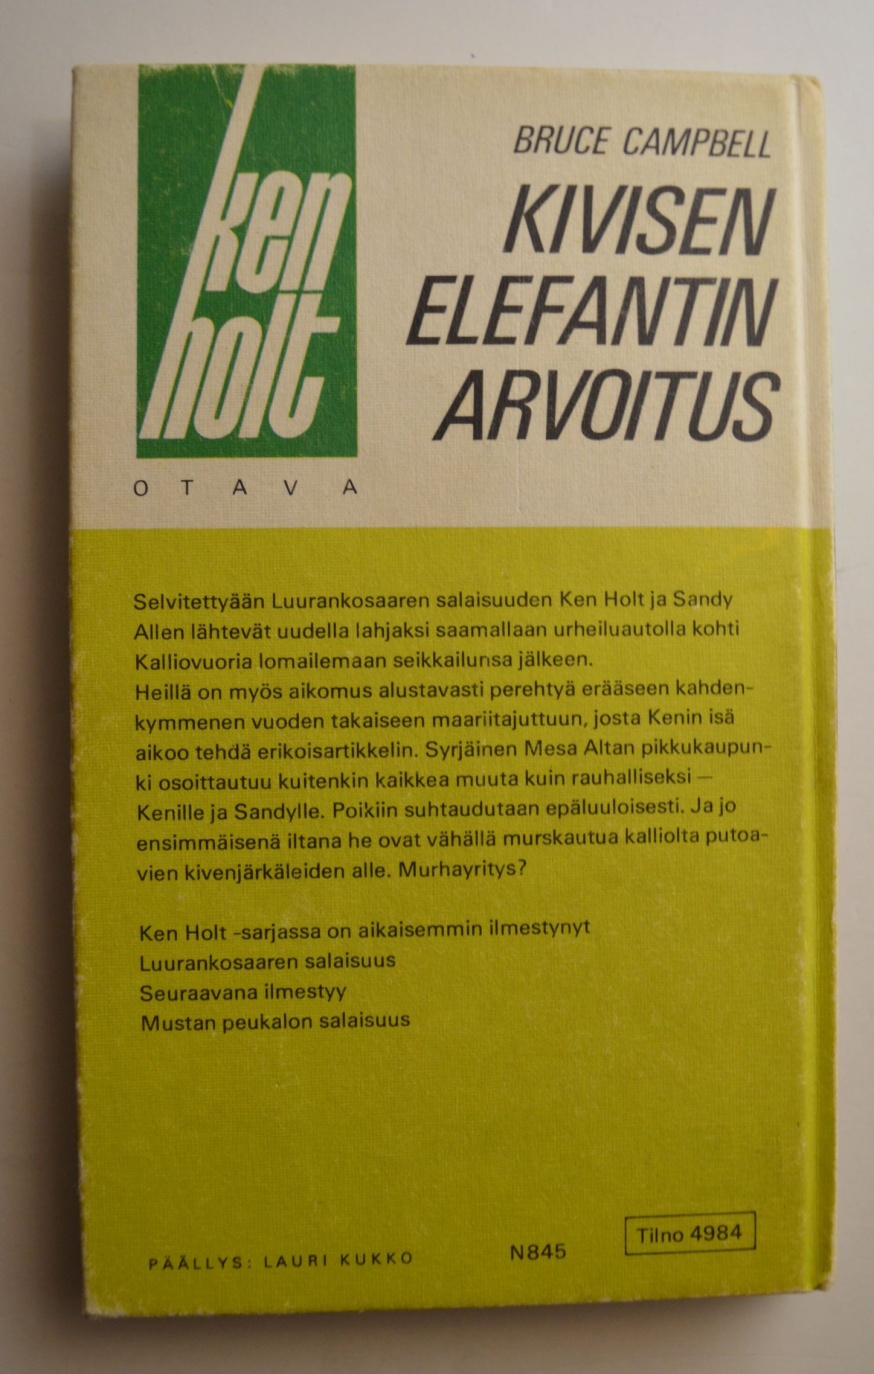 ken
holt
OTAVA
BRUCE CAMPBELL
KIVISEN
ELEFANTIN
ARVOITUS
Selvitettyään Luurankosaaren salaisuuden Ken Holt ja Sandy
Allen lähtevät uudella lahjaksi saamallaan urheiluautolla kohti
Kalliovuoria lomailemaan seikkailunsa jälkeen.
Heillä on myös aikomus alustavasti perehtyä erääseen kahden-
kymmenen vuoden takaiseen maariitajuttuun, josta Kenin isä
aikoo tehdä erikoisartikkelin. Syrjäinen Mesa Altan pikkukaupun-
ki osoittautuu kuitenkin kaikkea muuta kuin rauhalliseksi —
Kenille ja Sandylle. Poikiin suhtaudutaan epäluuloisesti. Ja jo
ensimmäisenä iltana he ovat vähällä murskautua kalliolta putoa-
vien kivenjärkäleiden alle. Murhayritys?
Ken Holt -sarjassa on aikaisemmin ilmestynyt
Luurankosaaren salaisuus
Seuraavana ilmestyy
Mustan peukalon salaisuus
PÄÄLLYS: LAURI KUKKO
N845
Tilno 4984